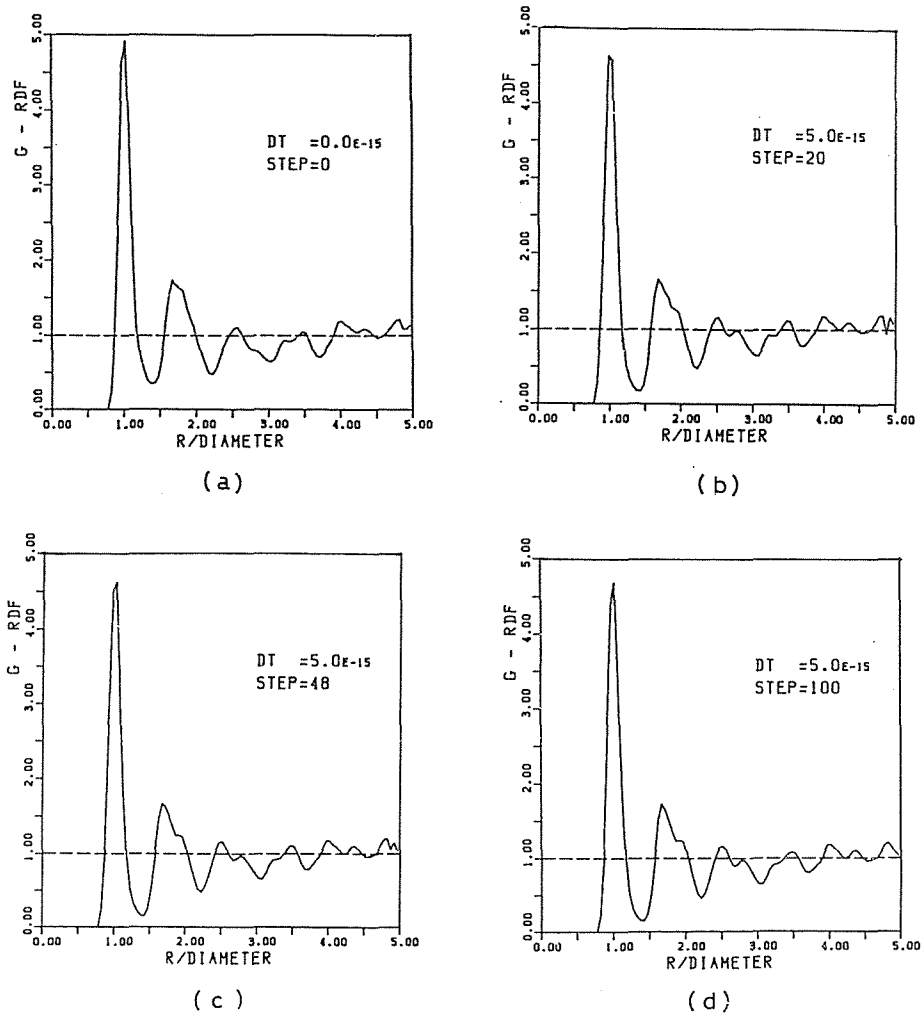 5.00
4.00
3.00
2.00
1.00
0.00
G - RDF
DT =0.0E-15
STEP=0
0.00 1.00 2.00 3.00 4.00 5.00
R/DIAMETER
(a)
5.00
4.00
3.00
2.00
1.00
0.00
G - RDF
DT =5.0E-15
STEP=20
0.00 1.00 2.00 3.00 4.00 5.00
R/DIAMETER
(b)
5.00
4.00
3.00
2.00
1.00
0.00
G - RDF
DT =5.0E-15
STEP=48
0.00 1.00 2.00 3.00 4.00 5.00
R/DIAMETER
(c)
5.00
4.00
3.00
2.00
1.00
0.00
G - RDF
DT =5.0E-15
STEP=100
0.00 1.00 2.00 3.00 4.00 5.00
R/DIAMETER
(d)